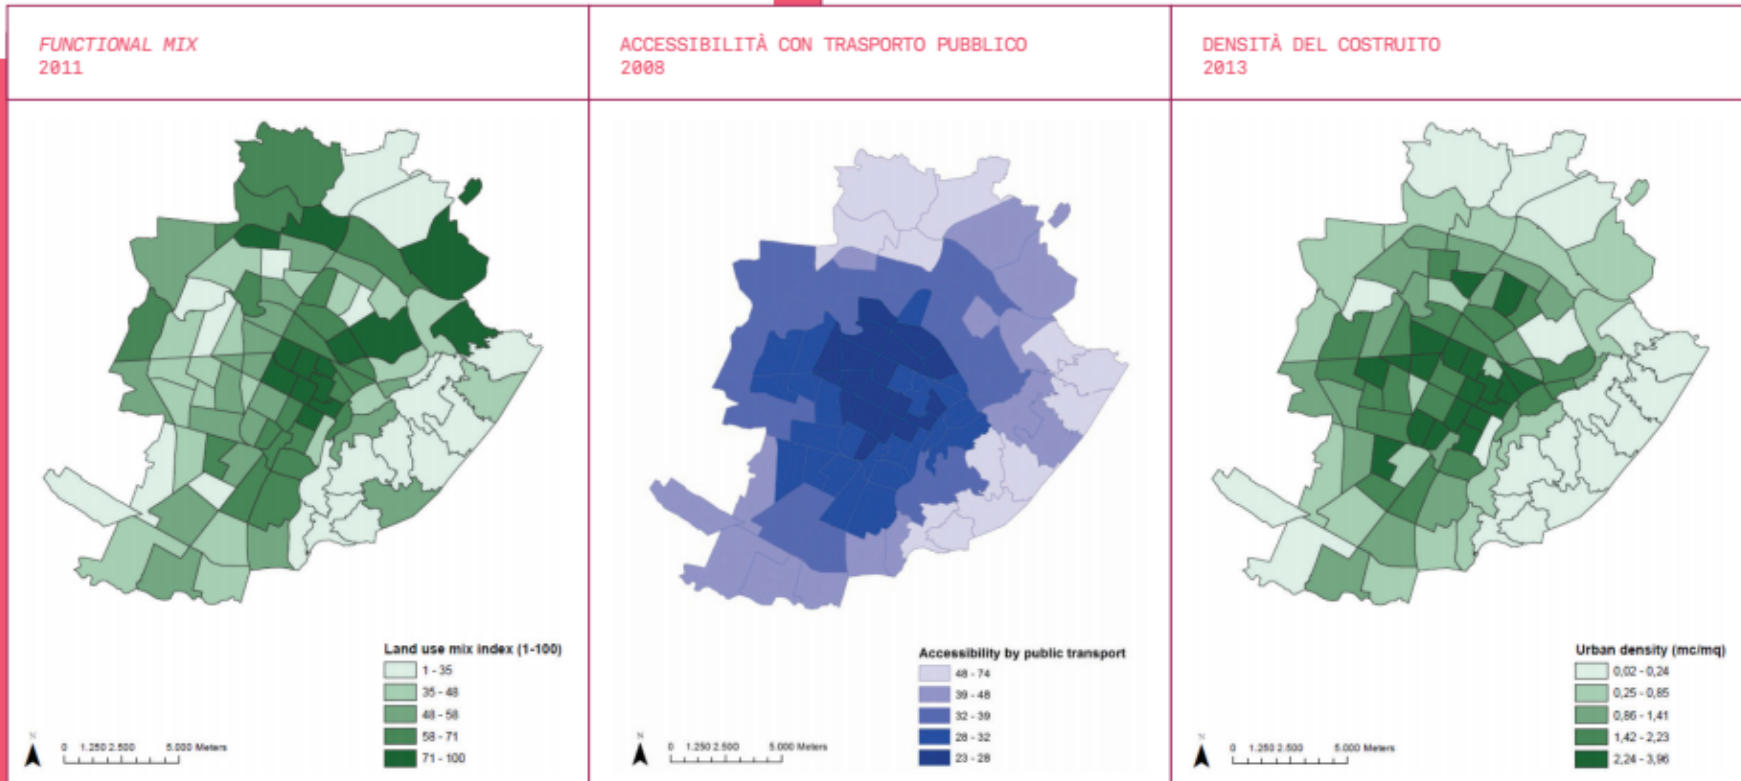 FUNCTIONAL MIX
2011
ACCESSIBILITÀ CON TRASPORTO PUBBLICO
2008
DENSITÀ DEL COSTRUITO
2013
Land use mix index (1-100)
1 - 35
35 - 48
48 - 58
58 - 71
71 - 100
N
0 1.250 2.500 5.000 Meters
Accessibility by public transport
48 - 74
39 - 48
32 - 39
28 - 32
23 - 28
N
0 1.250 2.500 5.000 Meters
Urban density (mc/mq)
0,02 - 0,24
0,25 - 0,85
0,86 - 1,41
1,42 - 2,23
2,24 - 3,96
N
0 1.250 2.500 5.000 Meters